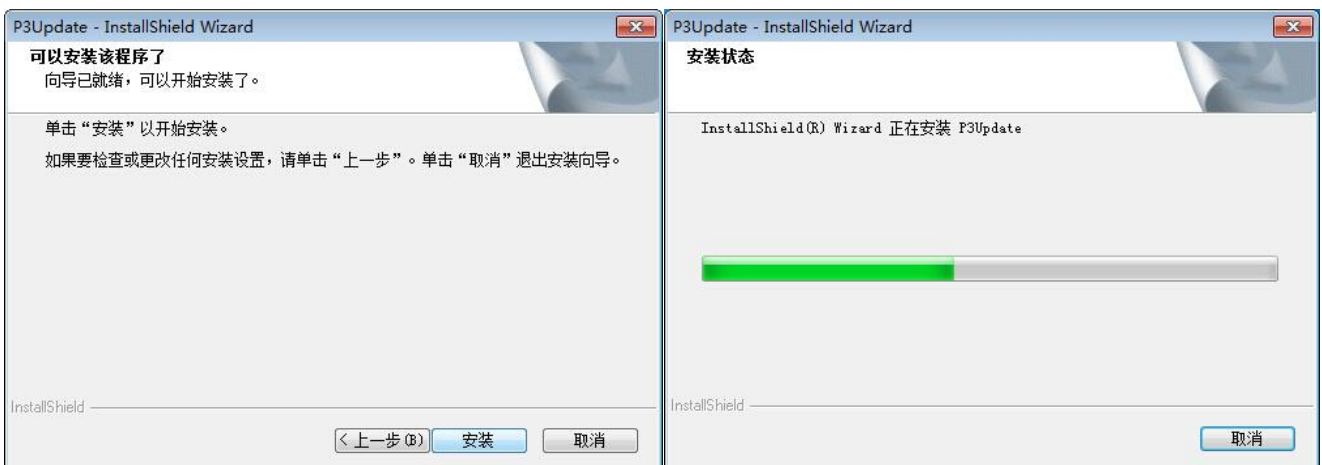 P3Update - InstallShield Wizard
可以安装该程序了
向导已就绪，可以开始安装了。
单击“安装”以开始安装。
如果要检查或更改任何安装设置，请单击“上一步”。单击“取消”退出安装向导。
InstallShield
< 上一步(B)
安装
取消
P3Update - InstallShield Wizard
安装状态
InstallShield(R) Wizard 正在安装 P3Update
InstallShield
取消